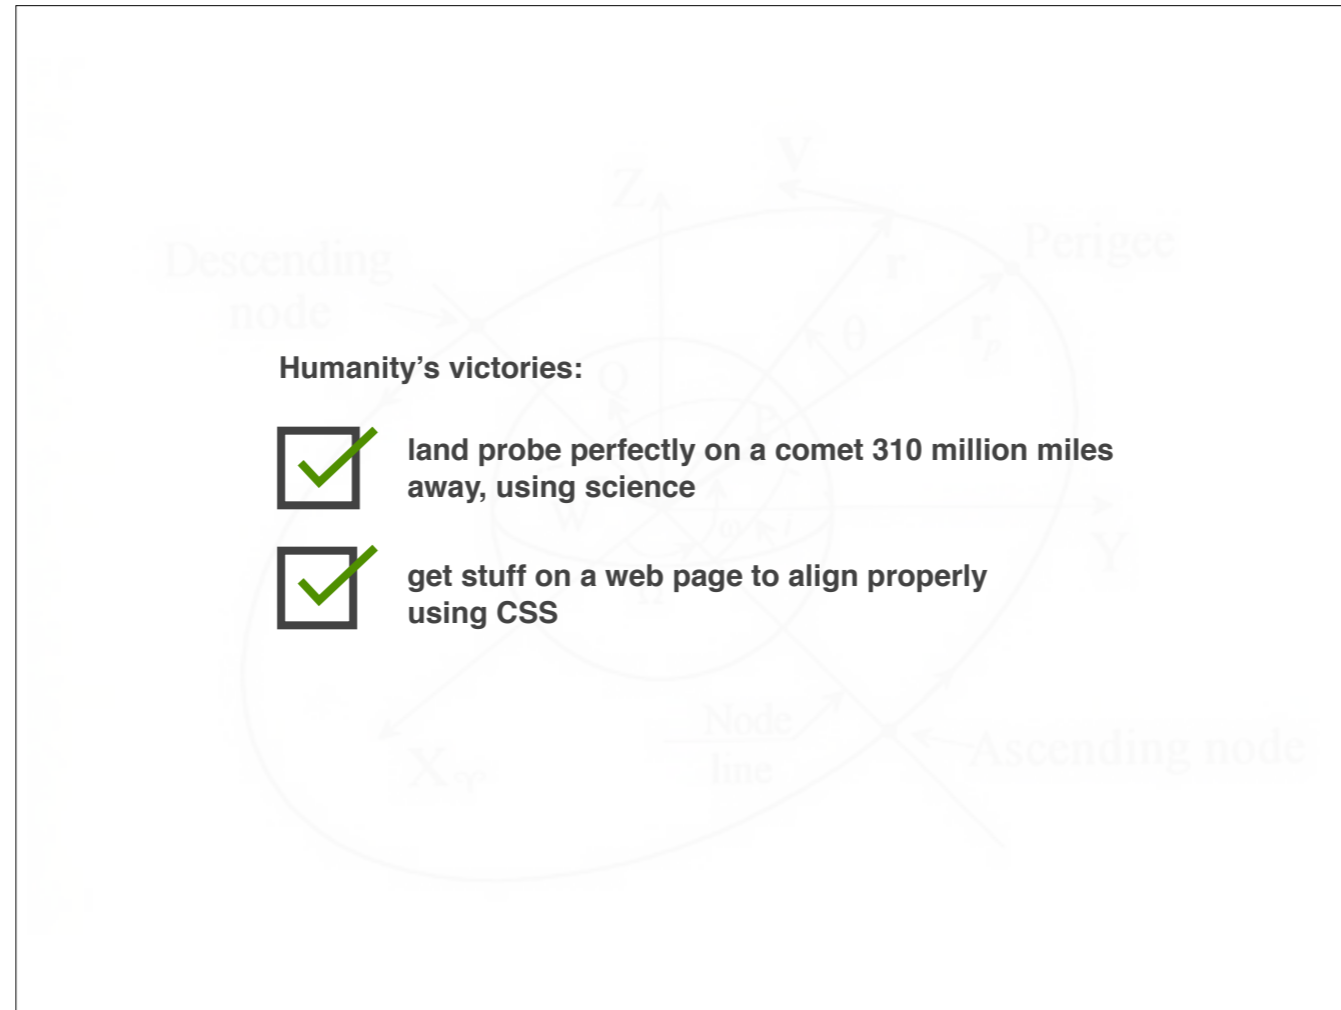 V
Z
Perigee
Descending
node
r
θ
rₚ
Humanity’s victories:
Q
P
land probe perfectly on a comet 310 million miles
away, using science
W
ω
i
Y
get stuff on a web page to align properly
using CSS
Ω
Node
line
Ascending node
X ♈